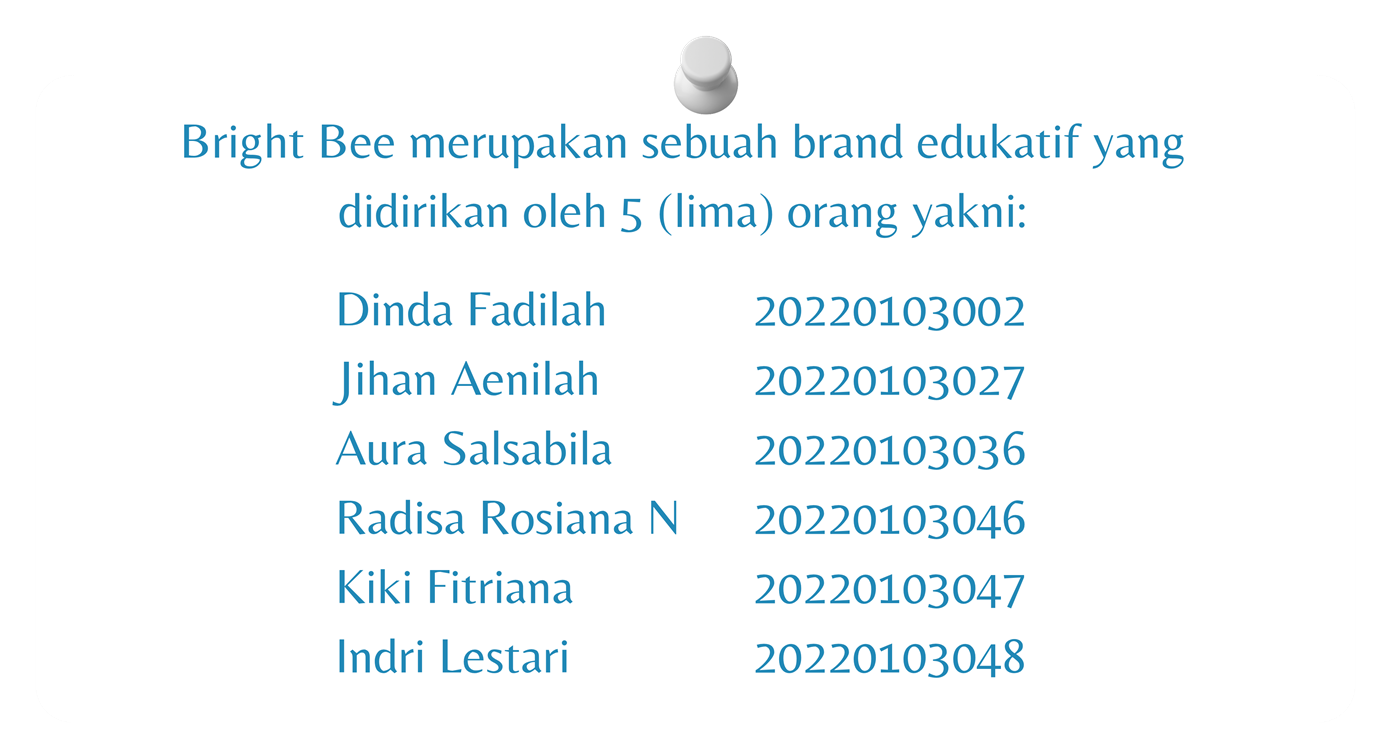 Bright Bee merupakan sebuah brand edukatif yang
didirikan oleh 5 (lima) orang yakni:
Dinda Fadilah 20220103002
Jihan Aenilah 20220103027
Aura Salsabila 20220103036
Radisa Rosiana N 20220103046
Kiki Fitriana 20220103047
Indri Lestari 20220103048